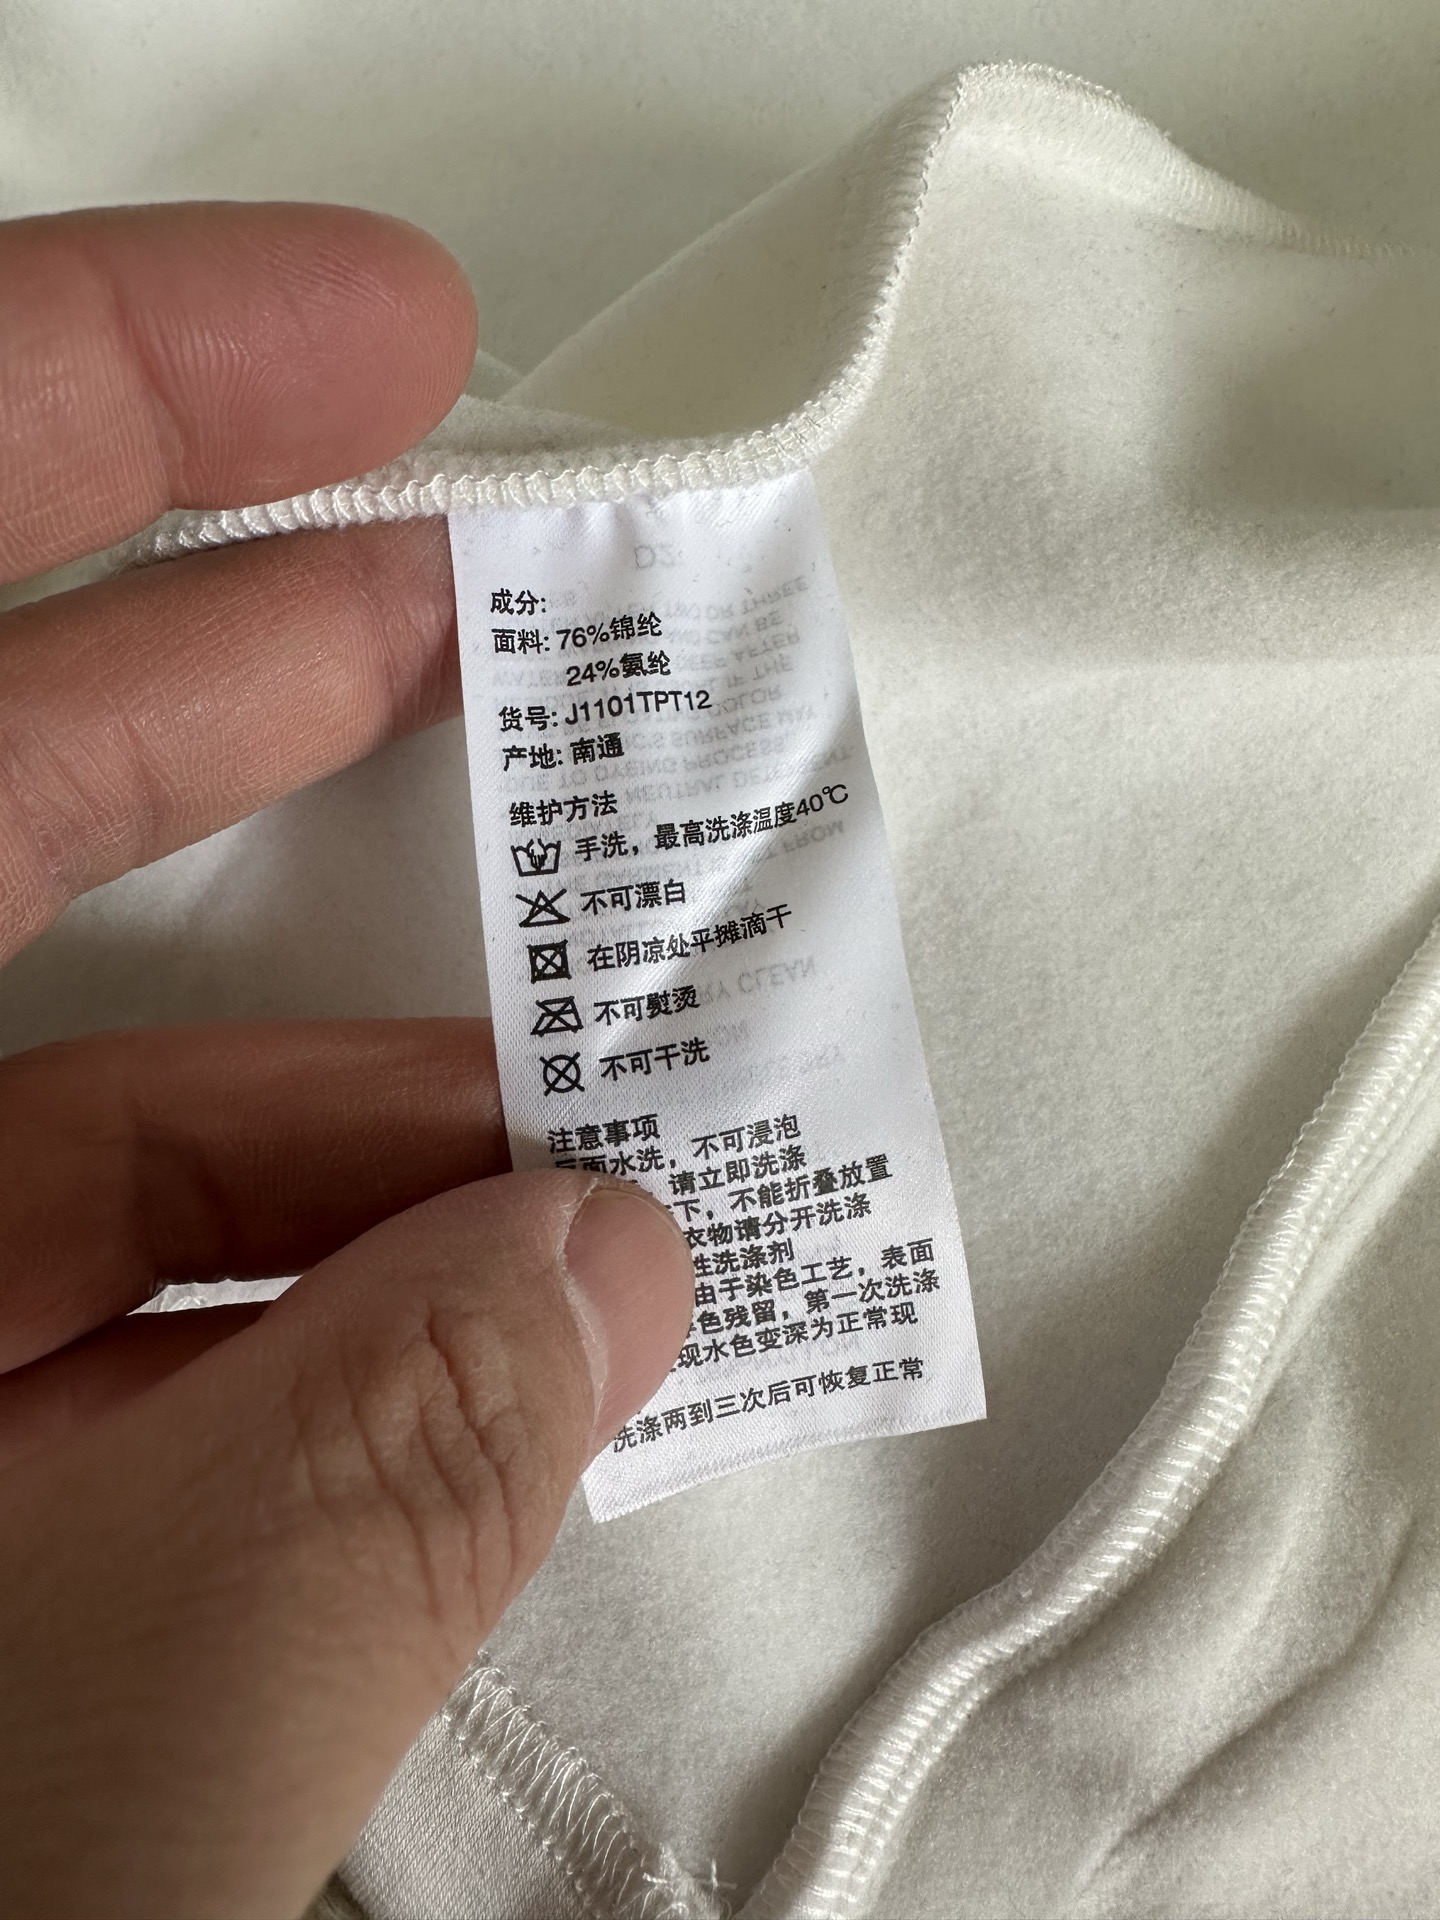 成分:
面料: 76%锦纶
24%氨纶
货号: J1101TPT12
产地: 南通
维护方法
手洗，最高洗涤温度40℃
不可漂白
在阴凉处平摊滴干
不可熨烫
不可干洗
注意事项
反面水洗，不可浸泡
请立即洗涤
下，不能折叠放置
衣物请分开洗涤
性洗涤剂
由于染色工艺，表面
色残留，第一次洗涤
现水色变深为正常现
洗涤两到三次后可恢复正常